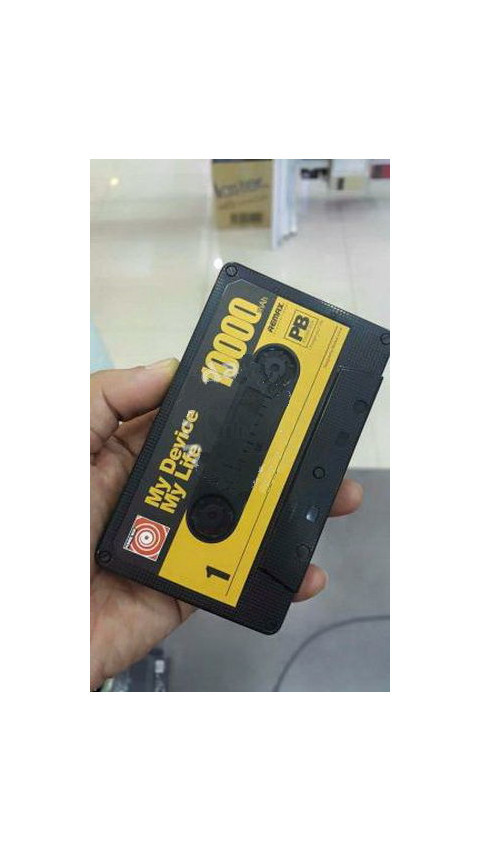 My Device
My Life
10000mAh
REMAX
PB
1